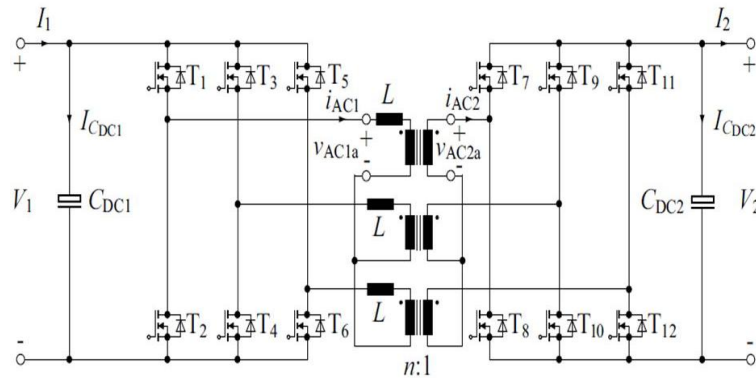 I1
I2
+
+
T1
T3
T5
T7
T9
T11
iAC1
L
iAC2
ICDC1
ICDC2
+
+
vAC1a
vAC2a
-
-
V1
CDC1
CDC2
V2
L
L
T2
T4
T6
T8
T10
T12
-
-
n:1